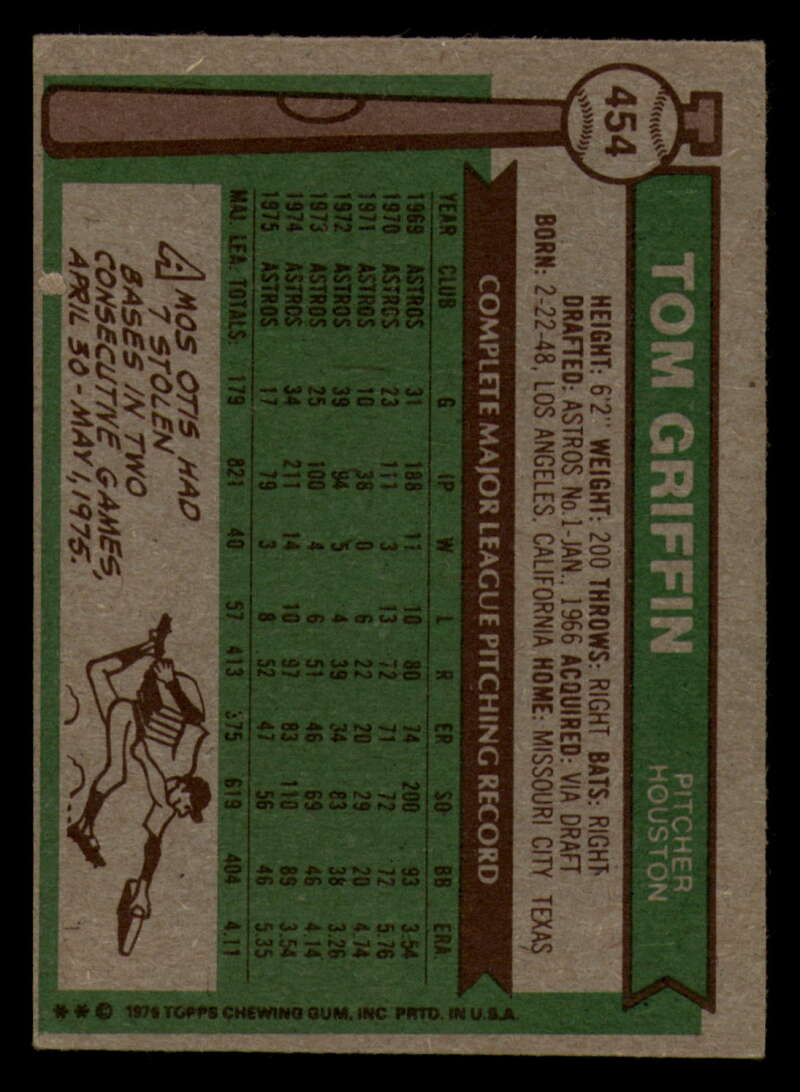 454
TOM GRIFFIN
PITCHER
HOUSTON
HEIGHT: 6'2" WEIGHT: 200 THROWS: RIGHT BATS: RIGHT
DRAFTED: ASTROS No.1-JAN., 1966 ACQUIRED: VIA DRAFT
BORN: 2-22-48, LOS ANGELES, CALIFORNIA HOME: MISSOURI CITY, TEXAS
COMPLETE MAJOR LEAGUE PITCHING RECORD
YEAR CLUB G IP W L R ER SO BB ERA
1969 ASTROS 31 188 11 10 80 74 200 93 3.54
1970 ASTROS 23 111 3 13 72 71 72 72 5.76
1971 ASTROS 10 38 0 6 22 20 29 20 4.74
1972 ASTROS 39 94 5 4 39 34 83 38 3.26
1973 ASTROS 25 100 4 6 51 46 69 46 4.14
1974 ASTROS 34 211 14 10 97 83 110 89 3.54
1975 ASTROS 17 79 3 8 52 47 56 46 5.35
MAJ. LEA. TOTALS: 179 821 40 57 413 375 619 404 4.11
AMOS OTIS HAD
7 STOLEN
BASES IN TWO
CONSECUTIVE GAMES,
APRIL 30-MAY 1, 1975.
** © 1976 TOPPS CHEWING GUM, INC. PRTD. IN U.S.A.